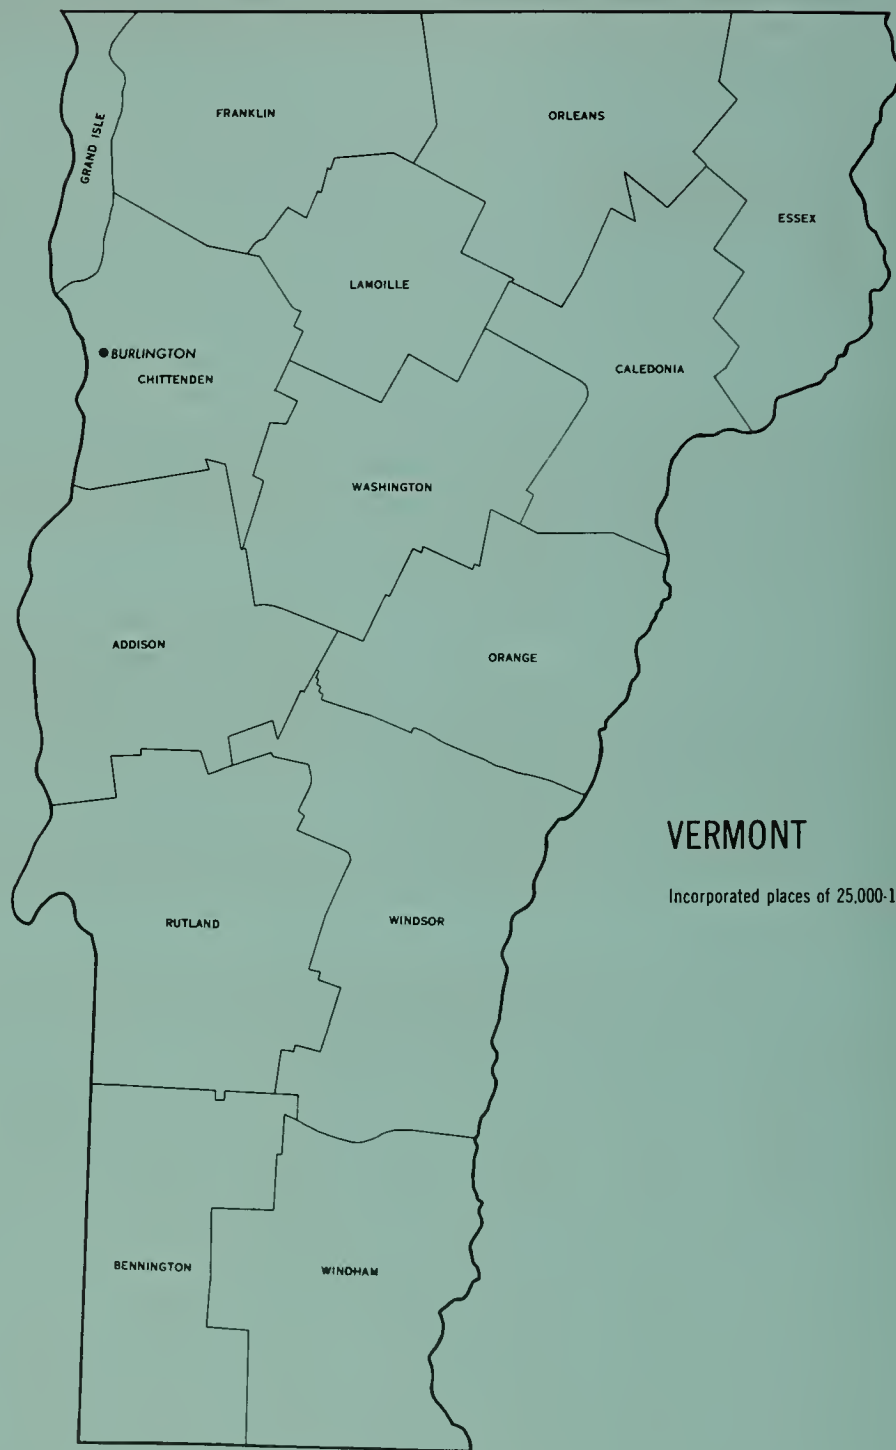 FRANKLIN
ORLEANS
GRAND ISLE
ESSEX
LAMOILLE
BURLINGTON
CHITTENDEN
CALEDONIA
WASHINGTON
ADDISON
ORANGE
VERMONT
Incorporated places of 25,000-1
RUTLAND
WINDSOR
BENNINGTON
WINDHAM